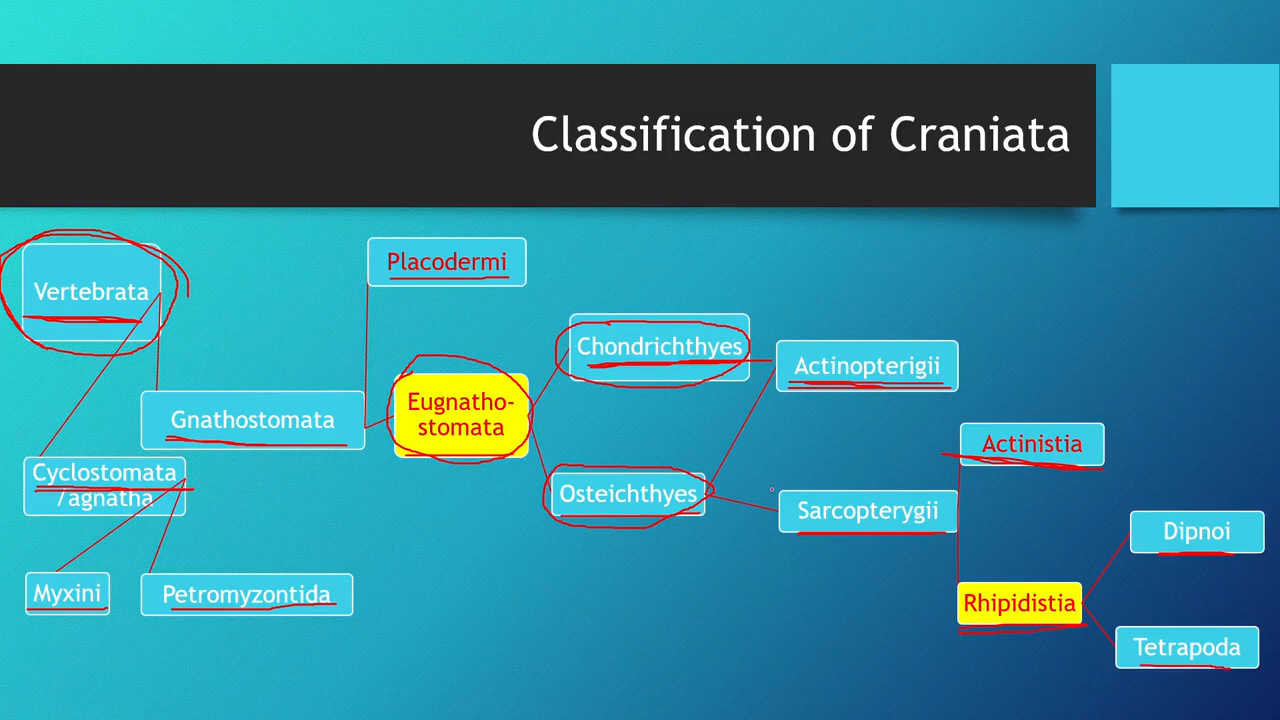 Classification of Craniata
Placodermi
Vertebrata
Chondrichthyes
Actinopterigii
Eugnatho-
stomata
Gnathostomata
Actinistia
Cyclostomata
/agnatha
Osteichthyes
Sarcopterygii
Dipnoi
Myxini
Petromyzontida
Rhipidistia
Tetrapoda